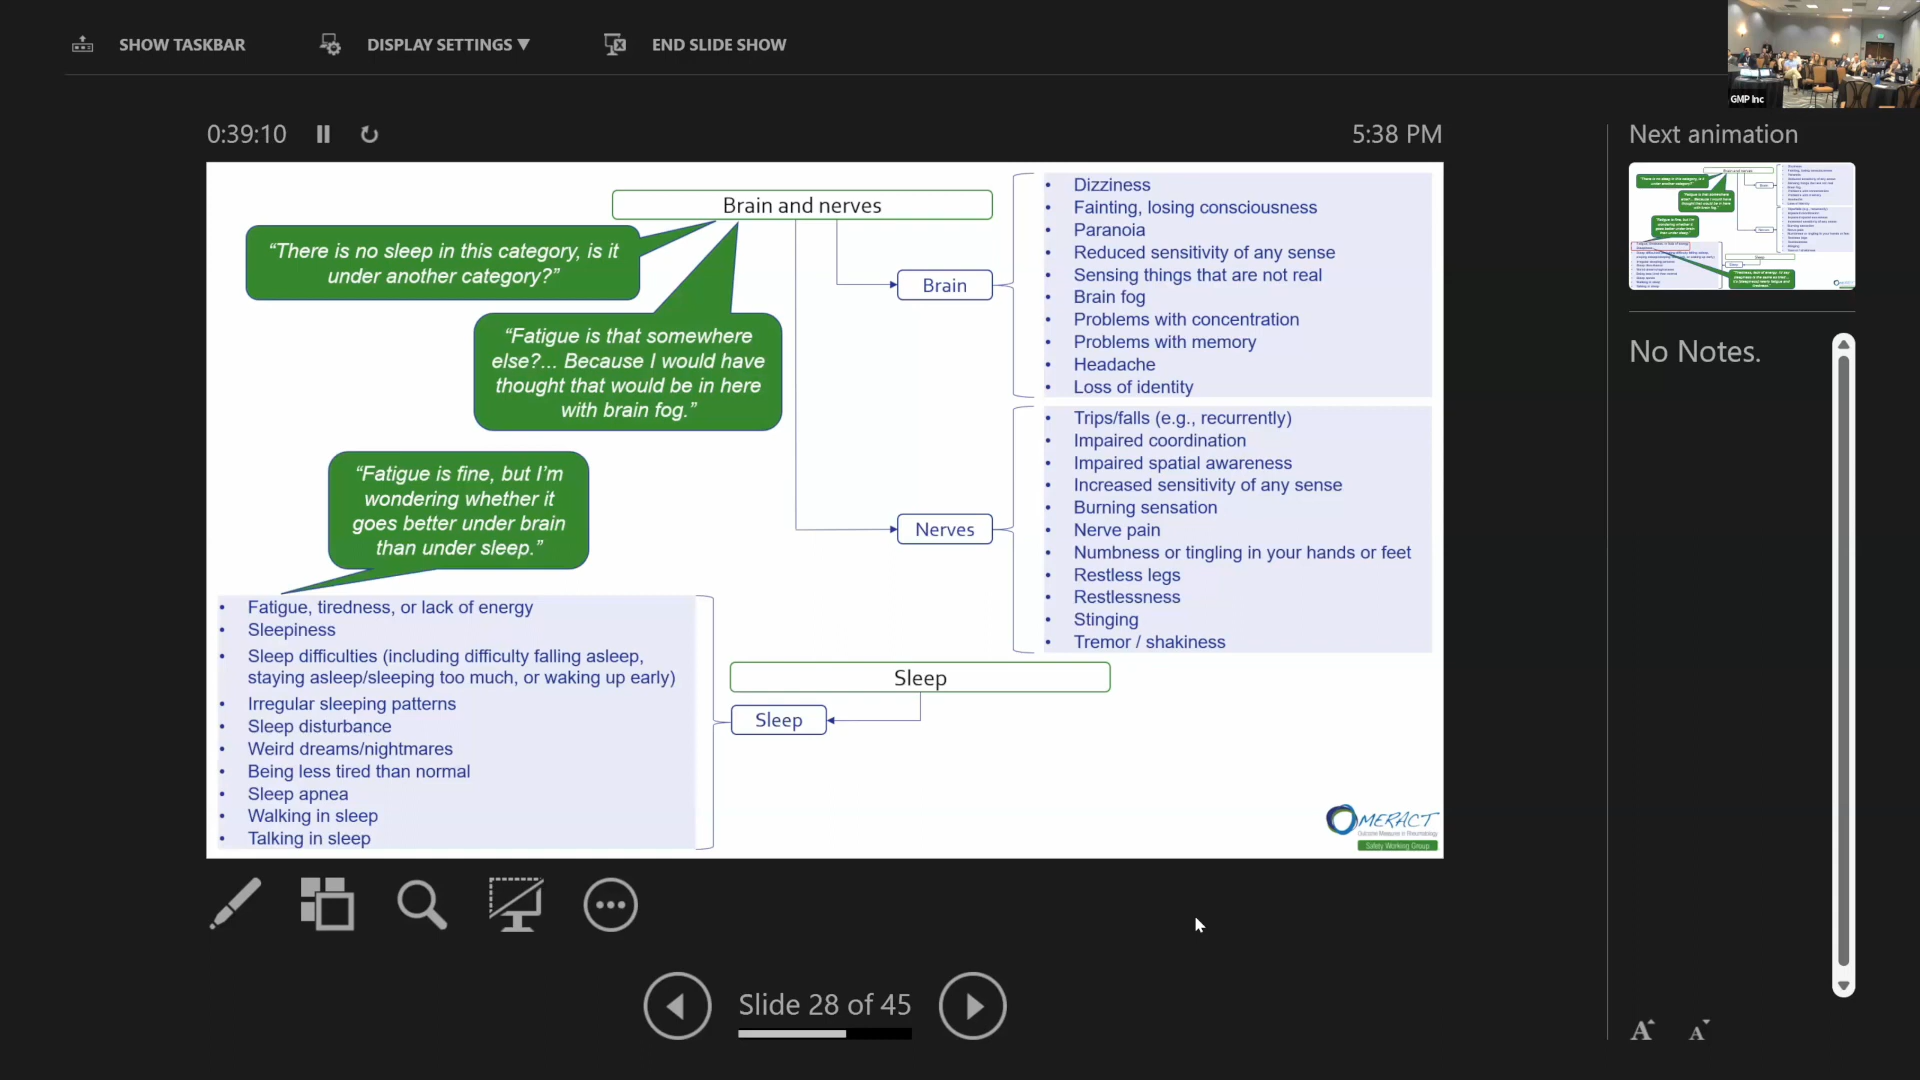 SHOW TASKBAR
DISPLAY SETTINGS ▼
END SLIDE SHOW
GMP Inc
0:39:10
5:38 PM
Next animation
No Notes.
Brain and nerves
“There is no sleep in this category, is it
under another category?”
“Fatigue is that somewhere
else?... Because I would have
thought that would be in here
with brain fog.”
“Fatigue is fine, but I’m
wondering whether it
goes better under brain
than under sleep.”
Brain
• Dizziness
• Fainting, losing consciousness
• Paranoia
• Reduced sensitivity of any sense
• Sensing things that are not real
• Brain fog
• Problems with concentration
• Problems with memory
• Headache
• Loss of identity
Nerves
• Trips/falls (e.g., recurrently)
• Impaired coordination
• Impaired spatial awareness
• Increased sensitivity of any sense
• Burning sensation
• Nerve pain
• Numbness or tingling in your hands or feet
• Restless legs
• Restlessness
• Stinging
• Tremor / shakiness
Sleep
Sleep
• Fatigue, tiredness, or lack of energy
• Sleepiness
• Sleep difficulties (including difficulty falling asleep,
staying asleep/sleeping too much, or waking up early)
• Irregular sleeping patterns
• Sleep disturbance
• Weird dreams/nightmares
• Being less tired than normal
• Sleep apnea
• Walking in sleep
• Talking in sleep
OMERACT
Outcome Measures in Rheumatology
Safety Working Group
Slide 28 of 45
A A